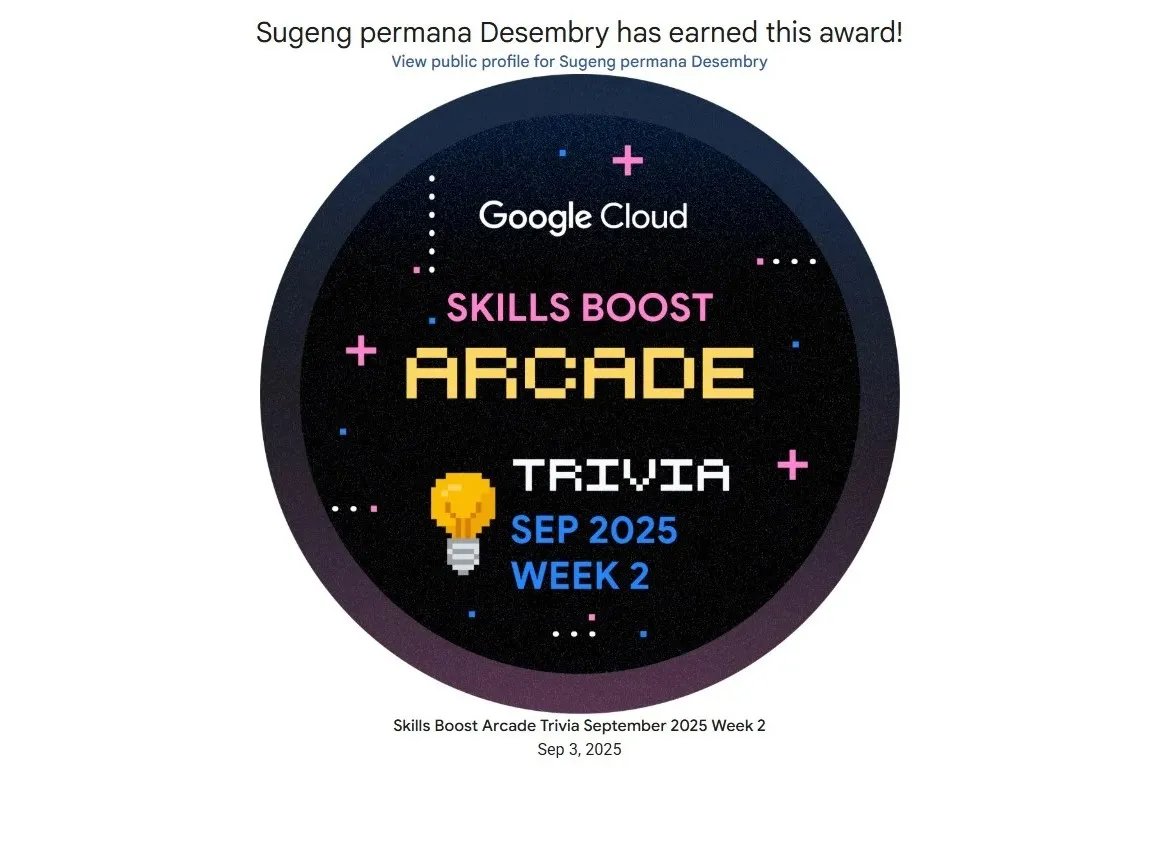 Sugeng permana Desembry has earned this award!
View public profile for Sugeng permana Desembry
Google Cloud
SKILLS BOOST
ARCADE
TRIVIA
SEP 2025
WEEK 2
Skills Boost Arcade Trivia September 2025 Week 2
Sep 3, 2025